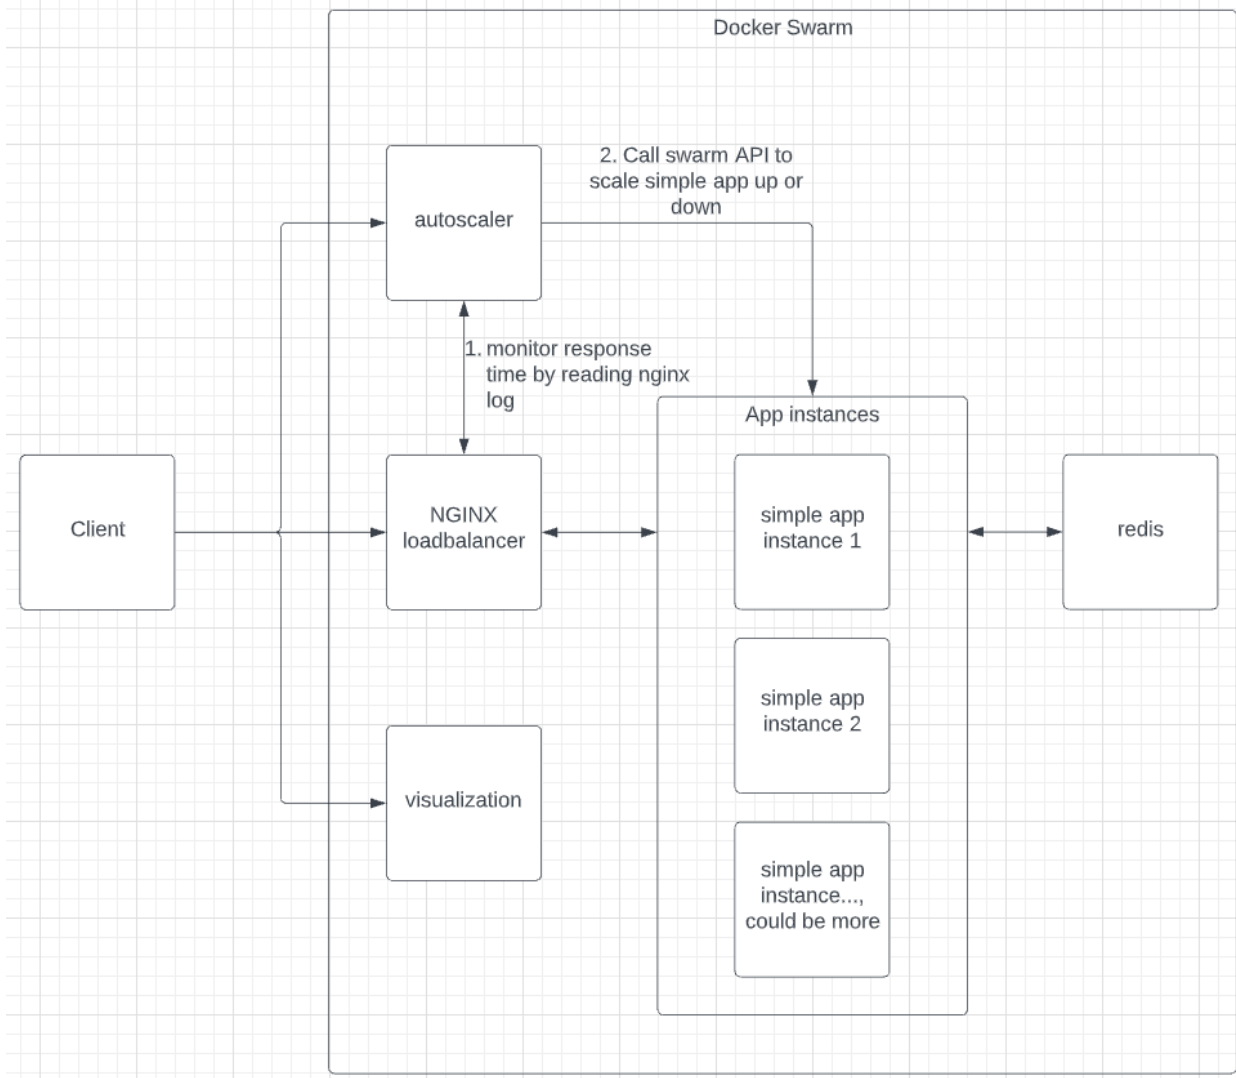 Docker Swarm
2. Call swarm API to
scale simple app up or
down
autoscaler
1. monitor response
time by reading nginx
log
App instances
Client
NGINX
loadbalancer
simple app
instance 1
redis
simple app
instance 2
visualization
simple app
instance...,
could be more